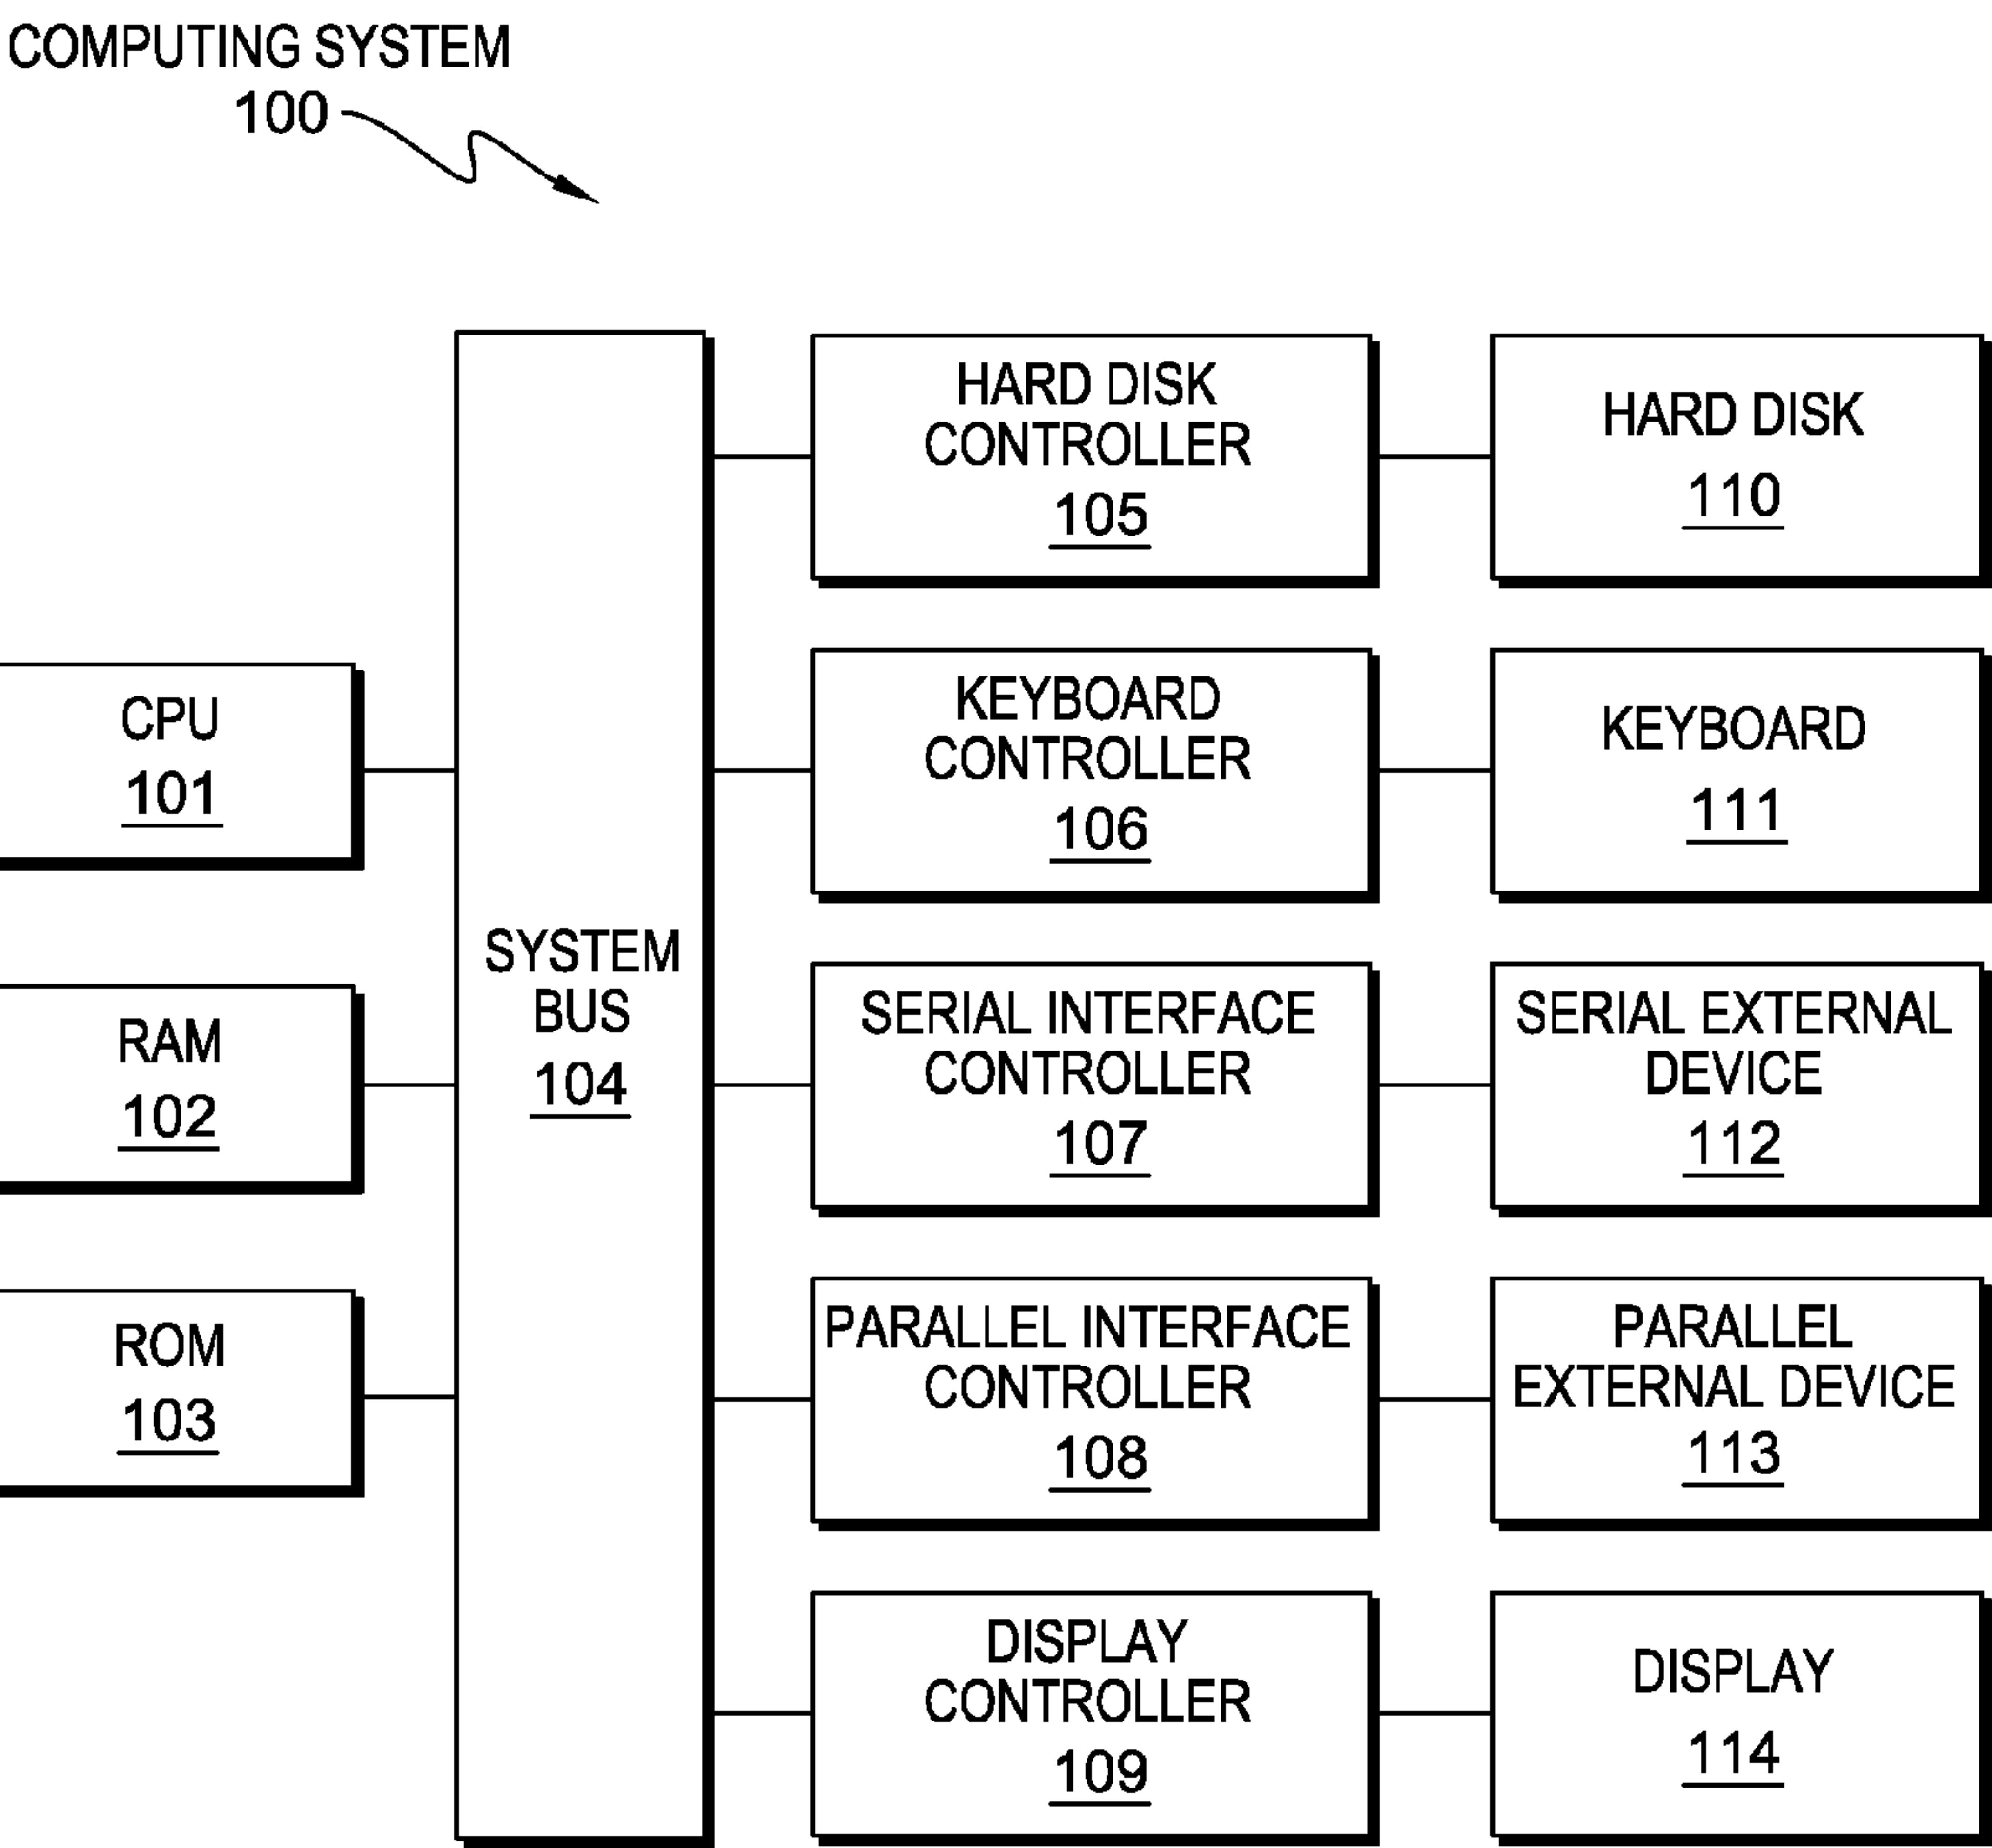 COMPUTING SYSTEM
100
CPU
101
RAM
102
ROM
103
SYSTEM
BUS
104
HARD DISK
CONTROLLER
105
KEYBOARD
CONTROLLER
106
SERIAL INTERFACE
CONTROLLER
107
PARALLEL INTERFACE
CONTROLLER
108
DISPLAY
CONTROLLER
109
HARD DISK
110
KEYBOARD
111
SERIAL EXTERNAL
DEVICE
112
PARALLEL
EXTERNAL DEVICE
113
DISPLAY
114